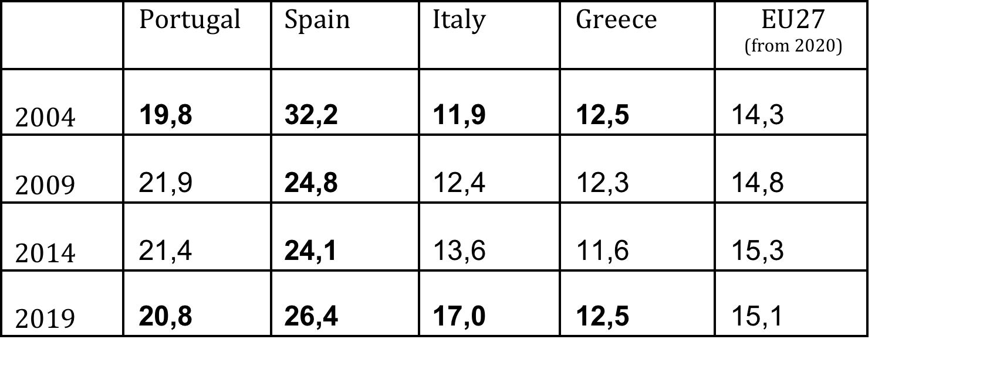 Portugal Spain Italy Greece EU27
(from 2020)
2004 19,8 32,2 11,9 12,5 14,3
2009 21,9 24,8 12,4 12,3 14,8
2014 21,4 24,1 13,6 11,6 15,3
2019 20,8 26,4 17,0 12,5 15,1